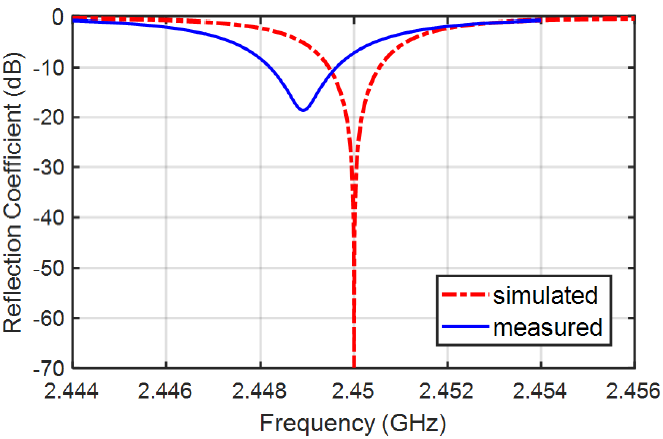 0
-10
-20
-30
-40
-50
-60
-70
Reflection Coefficient (dB)
simulated
measured
2.444 2.446 2.448 2.45 2.452 2.454 2.456
Frequency (GHz)